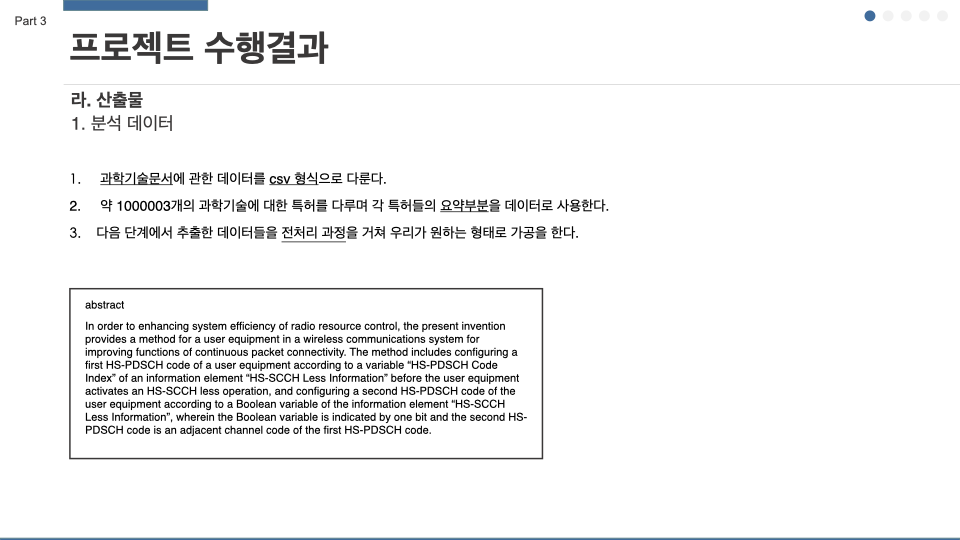 Part 3
프로젝트 수행결과
라. 산출물
1. 분석 데이터
1. 과학기술문서에 관한 데이터를 csv 형식으로 다룬다.
2. 약 1000003개의 과학기술에 대한 특허를 다루며 각 특허들의 요약부분을 데이터로 사용한다.
3. 다음 단계에서 추출한 데이터들을 전처리 과정을 거쳐 우리가 원하는 형태로 가공을 한다.
abstract
In order to enhancing system efficiency of radio resource control, the present invention
provides a method for a user equipment in a wireless communications system for
improving functions of continuous packet connectivity. The method includes configuring a
first HS-PDSCH code of a user equipment according to a variable “HS-PDSCH Code
Index” of an information element “HS-SCCH Less Information” before the user equipment
activates an HS-SCCH less operation, and configuring a second HS-PDSCH code of the
user equipment according to a Boolean variable of the information element “HS-SCCH
Less Information”, wherein the Boolean variable is indicated by one bit and the second HS-
PDSCH code is an adjacent channel code of the first HS-PDSCH code.